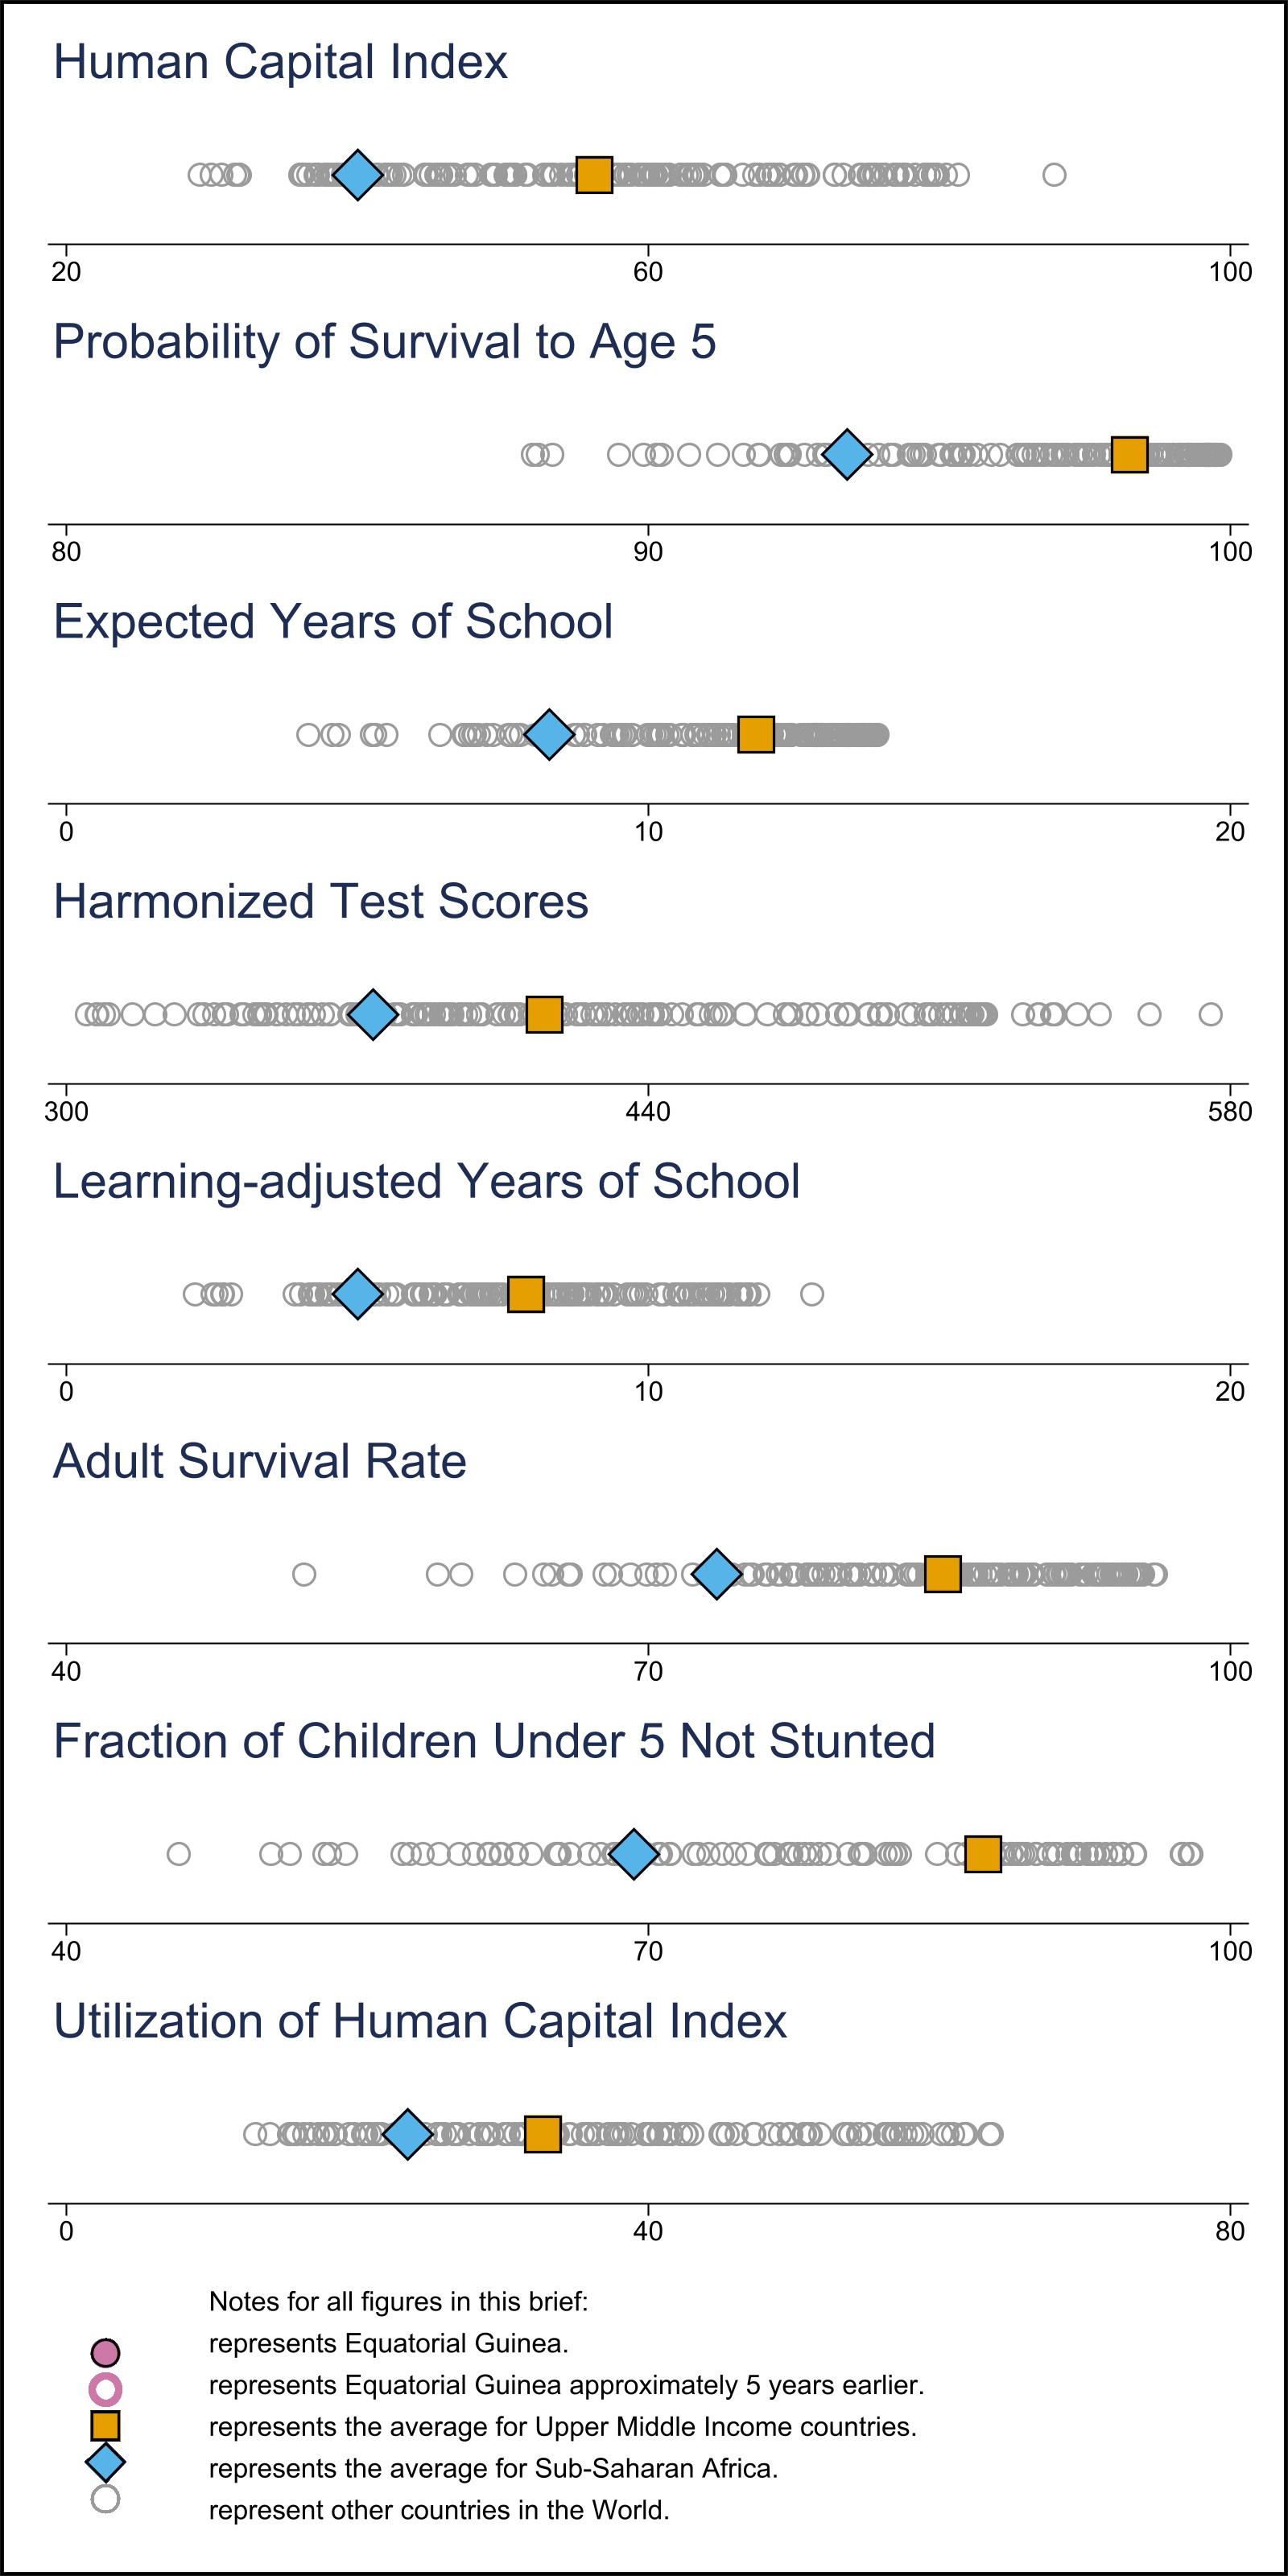 Human Capital Index
20 60 100
Probability of Survival to Age 5
80 90 100
Expected Years of School
0 10 20
Harmonized Test Scores
300 440 580
Learning-adjusted Years of School
0 10 20
Adult Survival Rate
40 70 100
Fraction of Children Under 5 Not Stunted
40 70 100
Utilization of Human Capital Index
0 40 80
Notes for all figures in this brief:
represents Equatorial Guinea.
represents Equatorial Guinea approximately 5 years earlier.
represents the average for Upper Middle Income countries.
represents the average for Sub-Saharan Africa.
represent other countries in the World.